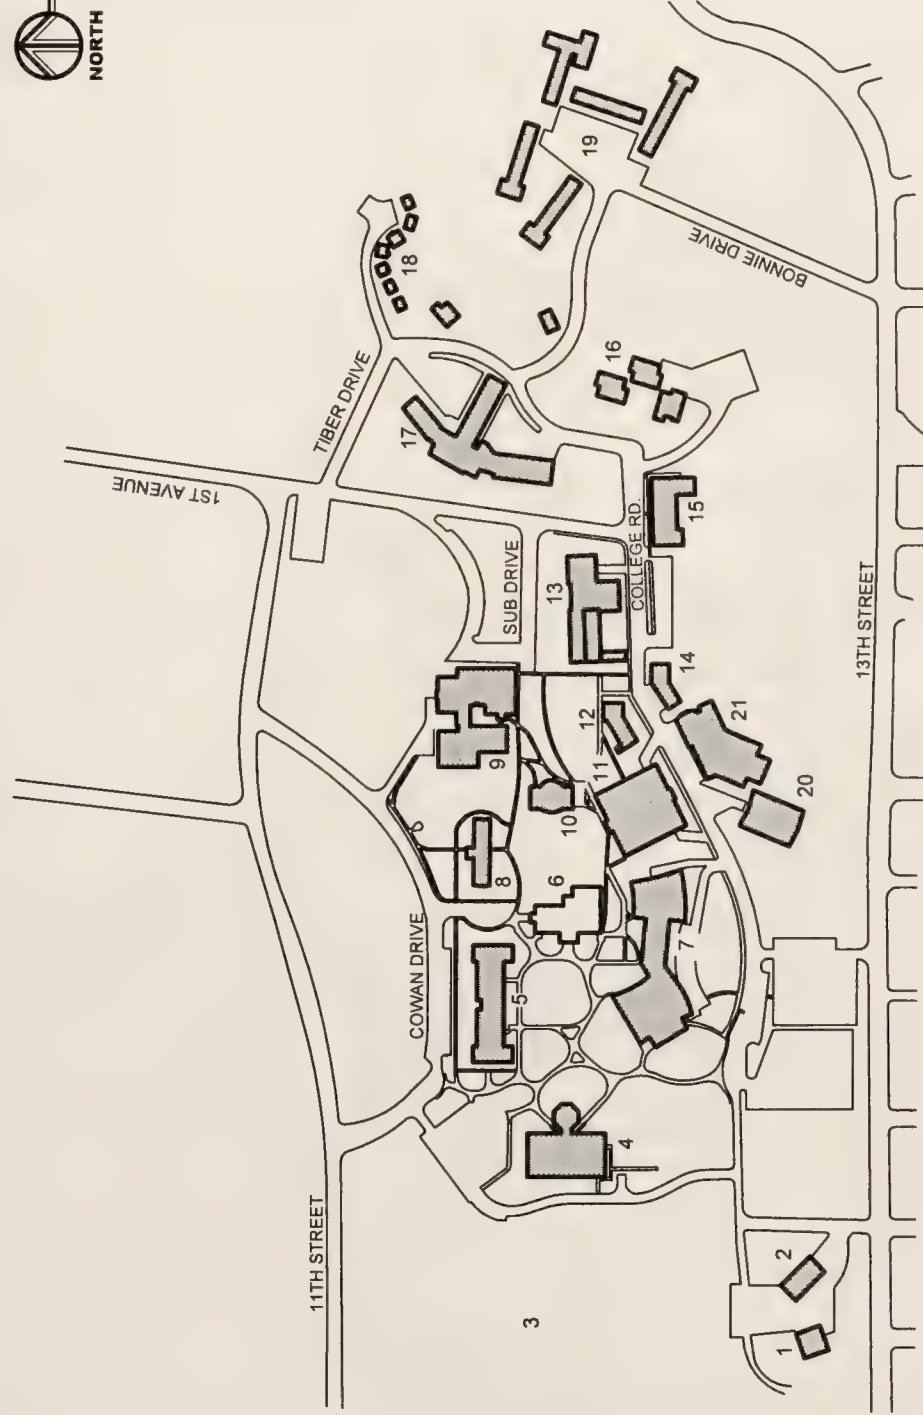 NORTH
1ST AVENUE
TIBER DRIVE
18
19
BONNIE DRIVE
17
16
SUB DRIVE
COLLEGE RD.
13
15
14
13TH STREET
12
21
9
11
10
20
8
6
COWAN DRIVE
5
7
4
11TH STREET
3
2
1